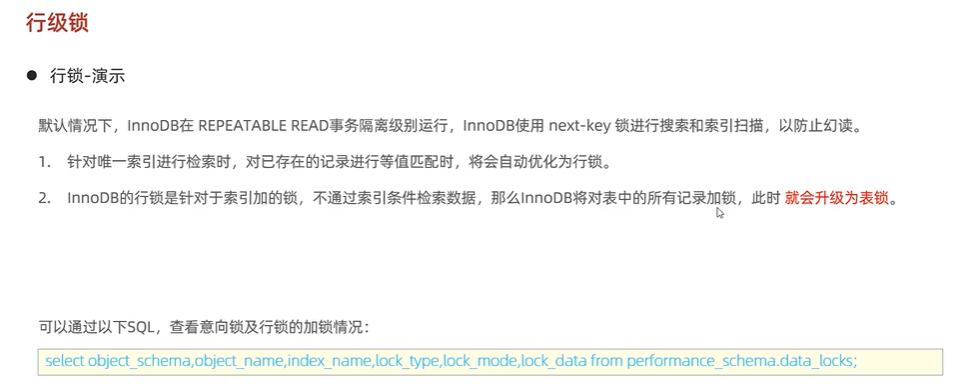 行级锁
● 行锁-演示
默认情况下，InnoDB在 REPEATABLE READ事务隔离级别运行，InnoDB使用 next-key 锁进行搜索和索引扫描，以防止幻读。
1. 针对唯一索引进行检索时，对已存在的记录进行等值匹配时，将会自动优化为行锁。
2. InnoDB的行锁是针对于索引加的锁，不通过索引条件检索数据，那么InnoDB将对表中的所有记录加锁，此时 就会升级为表锁。
可以通过以下SQL，查看意向锁及行锁的加锁情况：
select object_schema,object_name,index_name,lock_type,lock_mode,lock_data from performance_schema.data_locks;